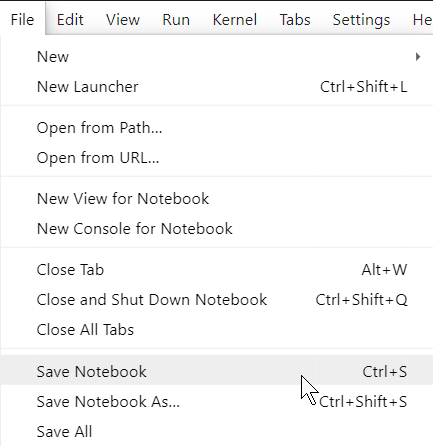 File Edit View Run Kernel Tabs Settings He
New
New Launcher Ctrl+Shift+L
Open from Path...
Open from URL...
New View for Notebook
New Console for Notebook
Close Tab Alt+W
Close and Shut Down Notebook Ctrl+Shift+Q
Close All Tabs
Save Notebook Ctrl+S
Save Notebook As... Ctrl+Shift+S
Save All